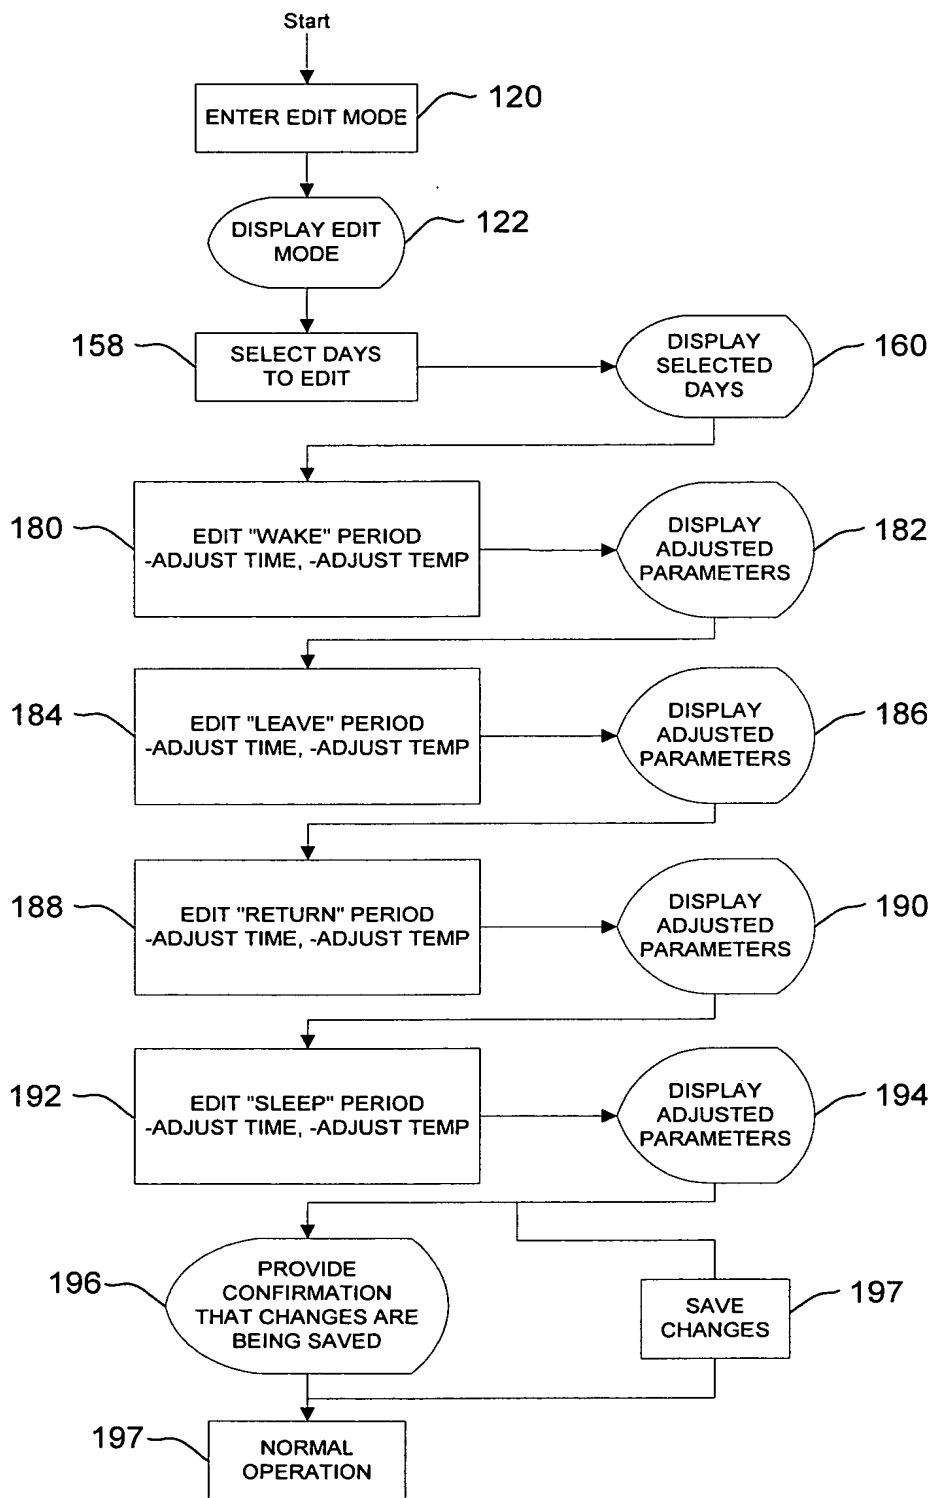 Start
ENTER EDIT MODE
120
DISPLAY EDIT
MODE
122
158
SELECT DAYS
TO EDIT
DISPLAY
SELECTED
DAYS
160
180
EDIT "WAKE" PERIOD
-ADJUST TIME, -ADJUST TEMP
DISPLAY
ADJUSTED
PARAMETERS
182
184
EDIT "LEAVE" PERIOD
-ADJUST TIME, -ADJUST TEMP
DISPLAY
ADJUSTED
PARAMETERS
186
188
EDIT "RETURN" PERIOD
-ADJUST TIME, -ADJUST TEMP
DISPLAY
ADJUSTED
PARAMETERS
190
192
EDIT "SLEEP" PERIOD
-ADJUST TIME, -ADJUST TEMP
DISPLAY
ADJUSTED
PARAMETERS
194
196
PROVIDE
CONFIRMATION
THAT CHANGES ARE
BEING SAVED
SAVE
CHANGES
197
197
NORMAL
OPERATION